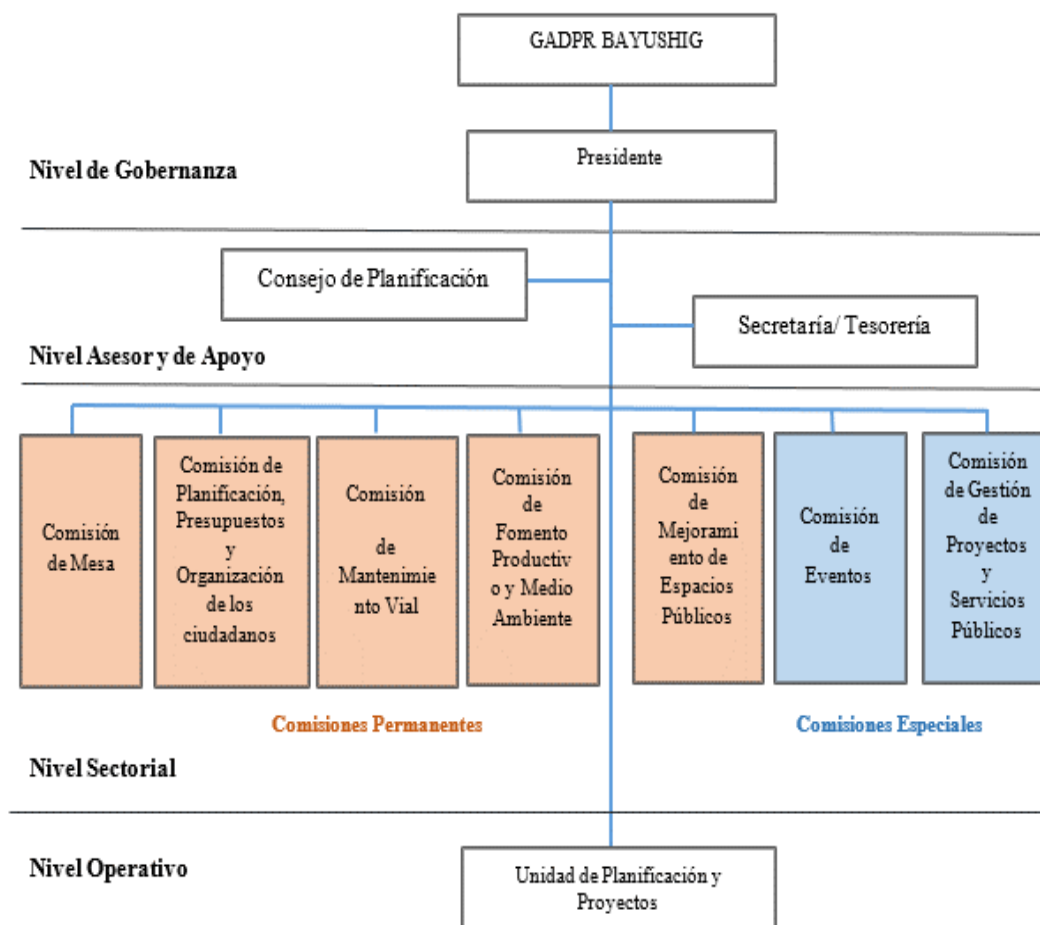 GADPR BAYUSHIG
Presidente
Nivel de Gobernanza
Consejo de Planificación
Secretaría/ Tesorería
Nivel Asesor y de Apoyo
Comisión
de Mesa
Comisión de
Planificación,
Presupuestos
y
Organización
de los
ciudadanos
Comisión
de
Mantenimie
nto Vial
Comisión
de
Fomento
Productiv
o y Medio
Ambiente
Comisión
de
Mejorami
ento de
Espacios
Públicos
Comisión
de
Eventos
Comisión
de Gestión
de
Proyectos
y
Servicios
Públicos
Comisiones Permanentes
Comisiones Especiales
Nivel Sectorial
Nivel Operativo
Unidad de Planificación y
Proyectos